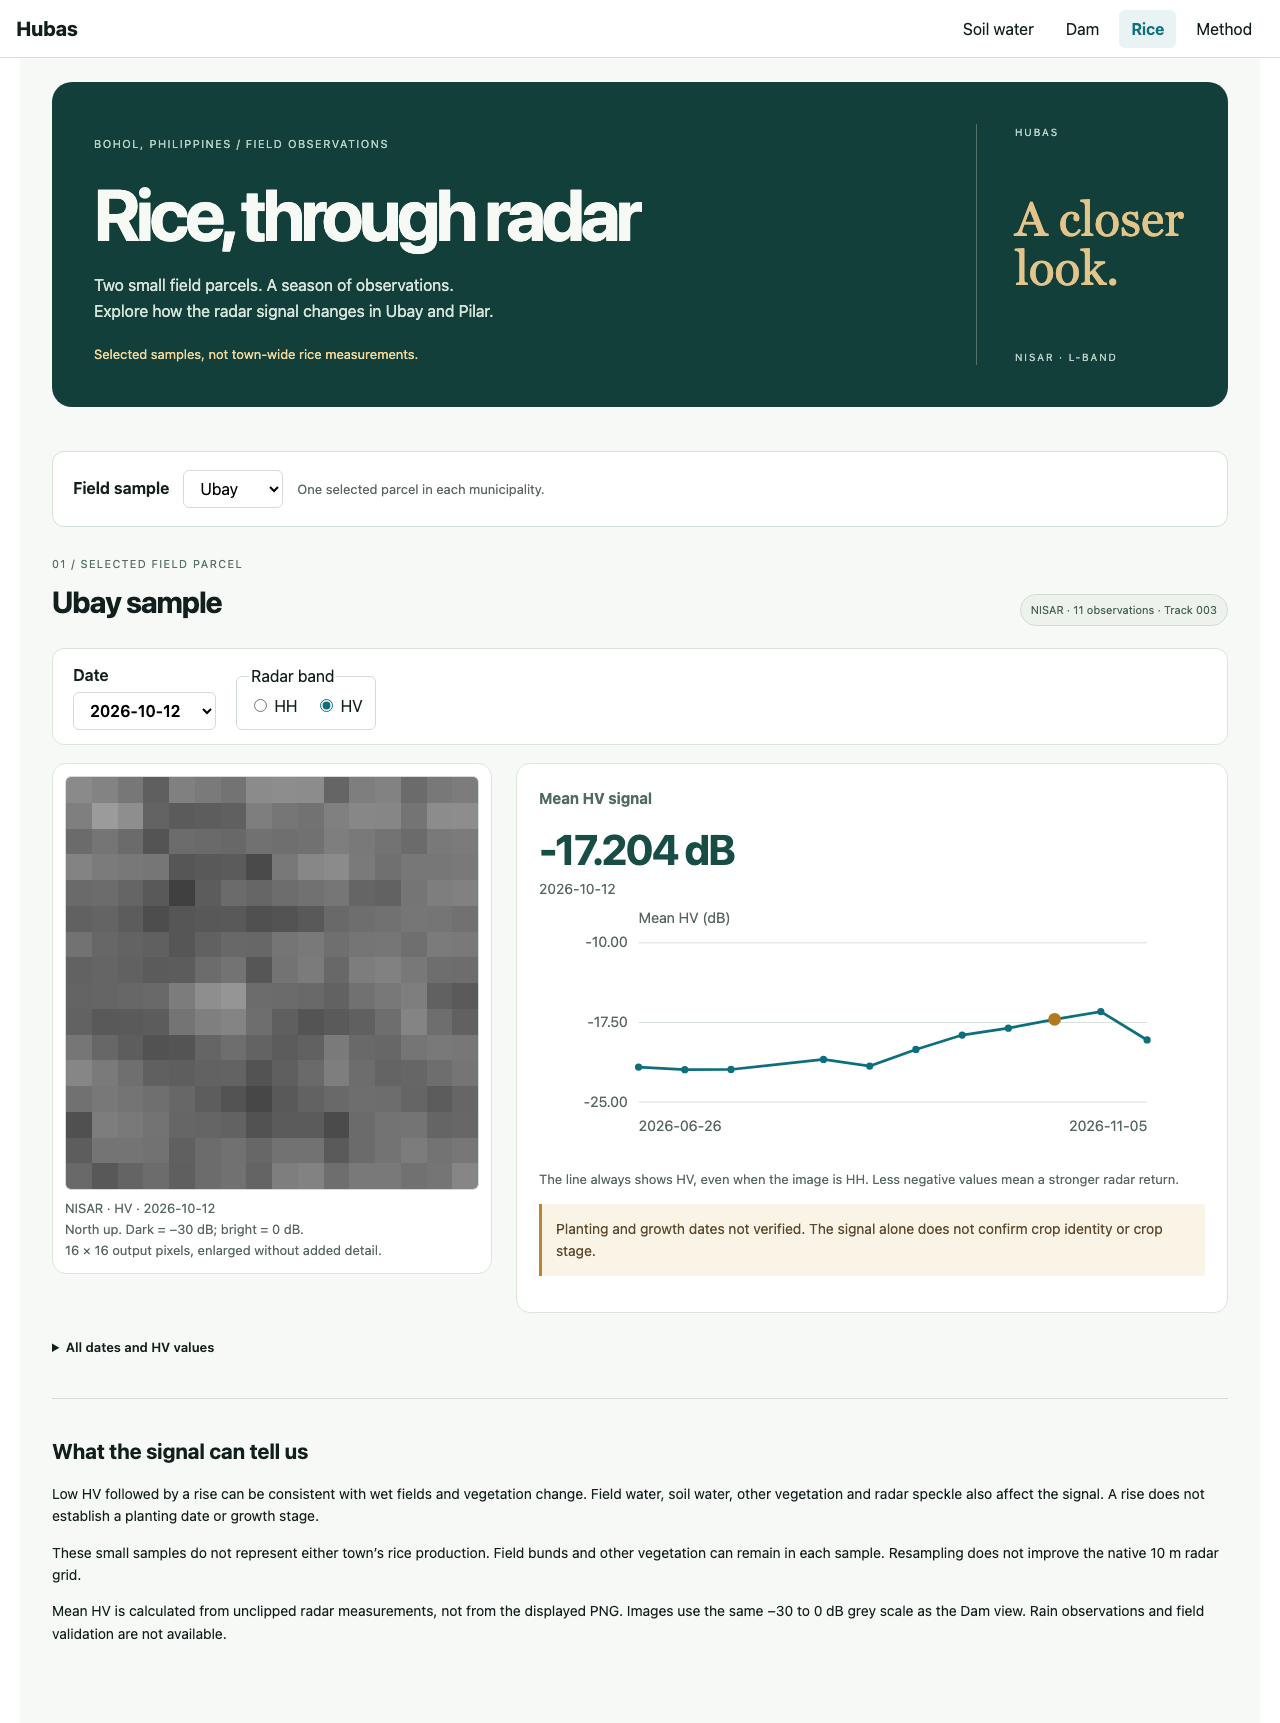 Hubas
Soil water
Dam
Rice
Method
BOHOL, PHILIPPINES / FIELD OBSERVATIONS
Rice, through radar
Two small field parcels. A season of observations.
Explore how the radar signal changes in Ubay and Pilar.
Selected samples, not town-wide rice measurements.
HUBAS
A closer
look.
NISAR · L-BAND
Field sample
Ubay
One selected parcel in each municipality.
01 / SELECTED FIELD PARCEL
Ubay sample
NISAR · 11 observations · Track 003
Date
2026-10-12
Radar band
HH
HV
NISAR · HV · 2026-10-12
North up. Dark = −30 dB; bright = 0 dB.
16 × 16 output pixels, enlarged without added detail.
Mean HV signal
-17.204 dB
2026-10-12
Mean HV (dB)
-10.00
-17.50
-25.00
2026-06-26
2026-11-05
The line always shows HV, even when the image is HH. Less negative values mean a stronger radar return.
Planting and growth dates not verified. The signal alone does not confirm crop identity or crop
stage.
All dates and HV values
What the signal can tell us
Low HV followed by a rise can be consistent with wet fields and vegetation change. Field water, soil water, other vegetation and radar speckle also affect the signal. A rise does not
establish a planting date or growth stage.
These small samples do not represent either town’s rice production. Field bunds and other vegetation can remain in each sample. Resampling does not improve the native 10 m radar
grid.
Mean HV is calculated from unclipped radar measurements, not from the displayed PNG. Images use the same −30 to 0 dB grey scale as the Dam view. Rain observations and field
validation are not available.